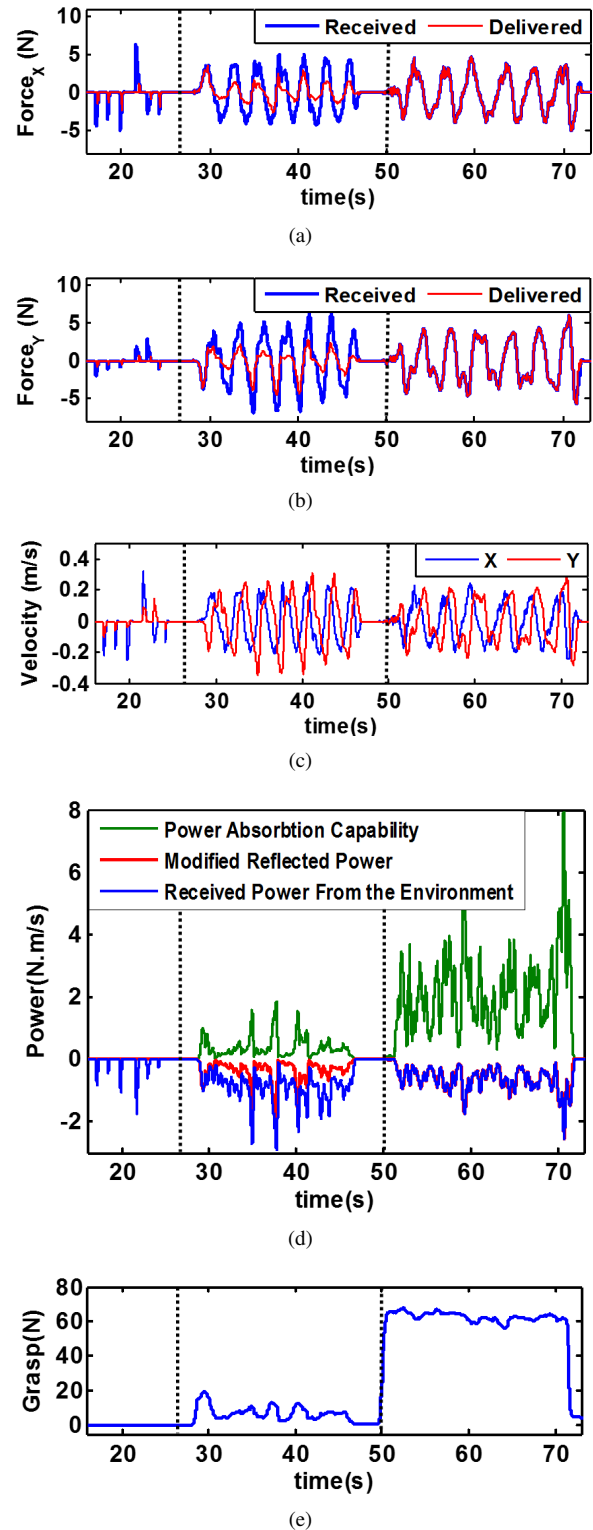 Force_X (N)
10
5
0
-5
Received
Delivered
20
30
40
50
60
70
time(s)
(a)
Force_Y (N)
10
5
0
-5
Received
Delivered
20
30
40
50
60
70
time(s)
(b)
Velocity (m/s)
0.4
0.2
0
-0.2
-0.4
X
Y
20
30
40
50
60
70
time(s)
(c)
Power(N.m/s)
8
6
4
2
0
-2
Power Absorbtion Capability
Modified Reflected Power
Received Power From the Environment
20
30
40
50
60
70
time(s)
(d)
Grasp(N)
80
60
40
20
0
20
30
40
50
60
70
time(s)
(e)